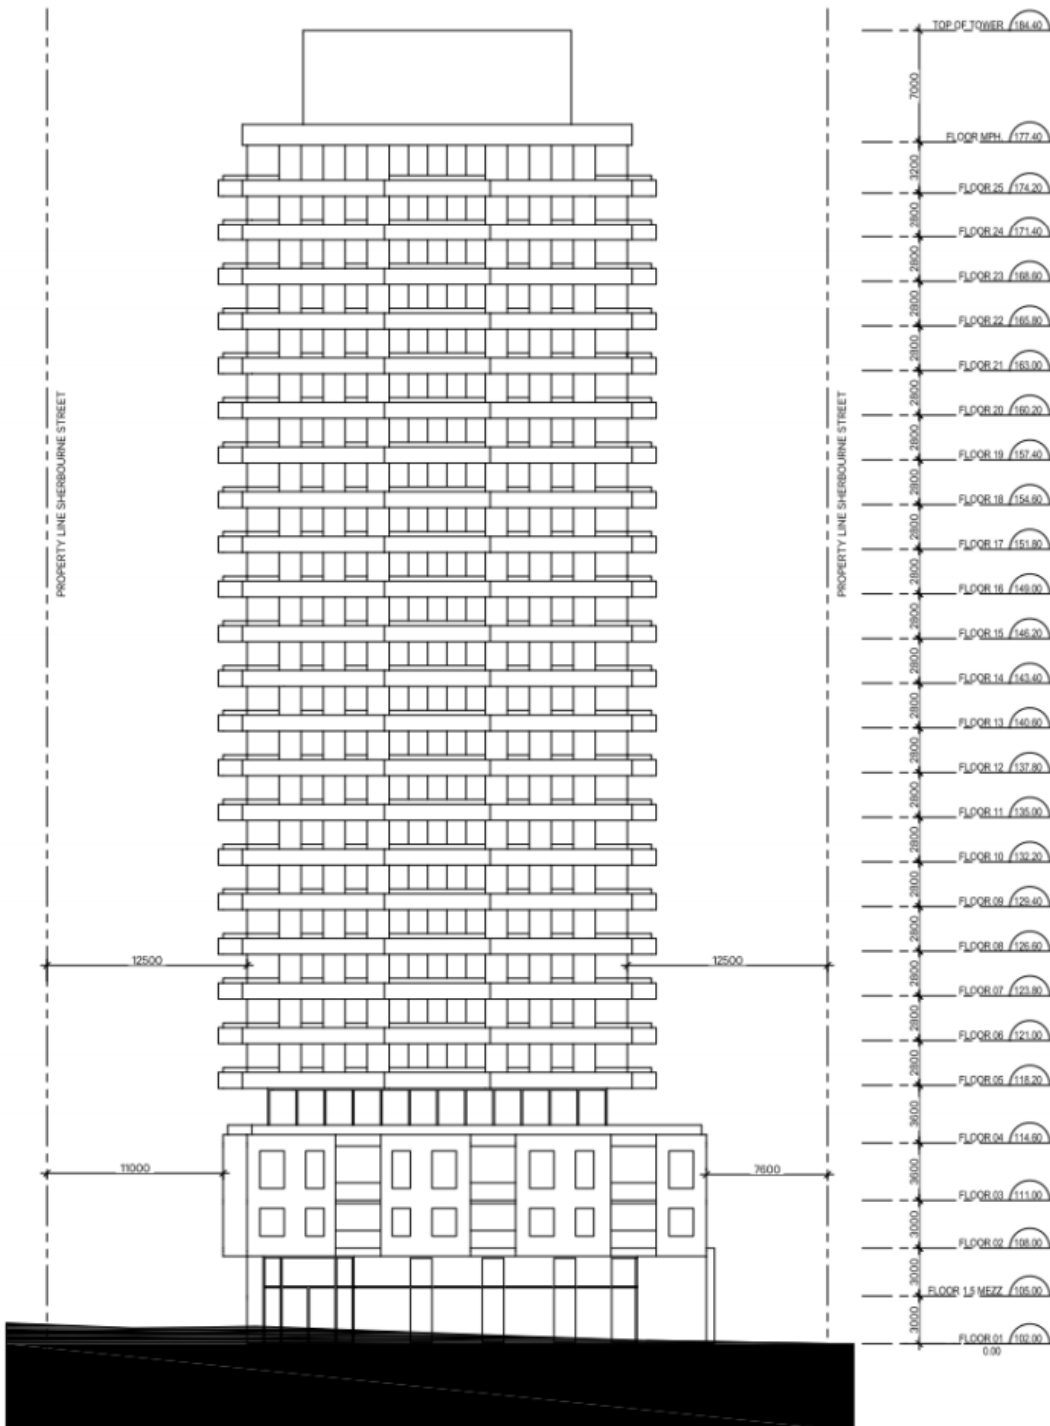 TOP OF TOWER 184.40
7000
FLOOR MPH. 177.40
3200
FLOOR 25 174.20
2800
FLOOR 24 171.40
2800
FLOOR 23 168.60
2800
FLOOR 22 165.80
2800
FLOOR 21 163.00
2800
FLOOR 20 160.20
2800
FLOOR 19 157.40
2800
FLOOR 18 154.60
2800
FLOOR 17 151.80
2800
FLOOR 16 149.00
2800
FLOOR 15 146.20
2800
FLOOR 14 143.40
2800
FLOOR 13 140.60
2800
FLOOR 12 137.80
2800
FLOOR 11 135.00
2800
FLOOR 10 132.20
2800
FLOOR 09 129.40
2800
FLOOR 08 126.60
2800
FLOOR 07 123.80
2800
FLOOR 06 121.00
2800
FLOOR 05 118.20
3600
FLOOR 04 114.60
3600
FLOOR 03 111.00
3000
FLOOR 02 108.00
3000
FLOOR 1.5 MEZZ 105.00
3000
FLOOR 01 102.00
0.00
PROPERTY LINE SHERBOURNE STREET
PROPERTY LINE SHERBOURNE STREET
12500
12500
11000
7600